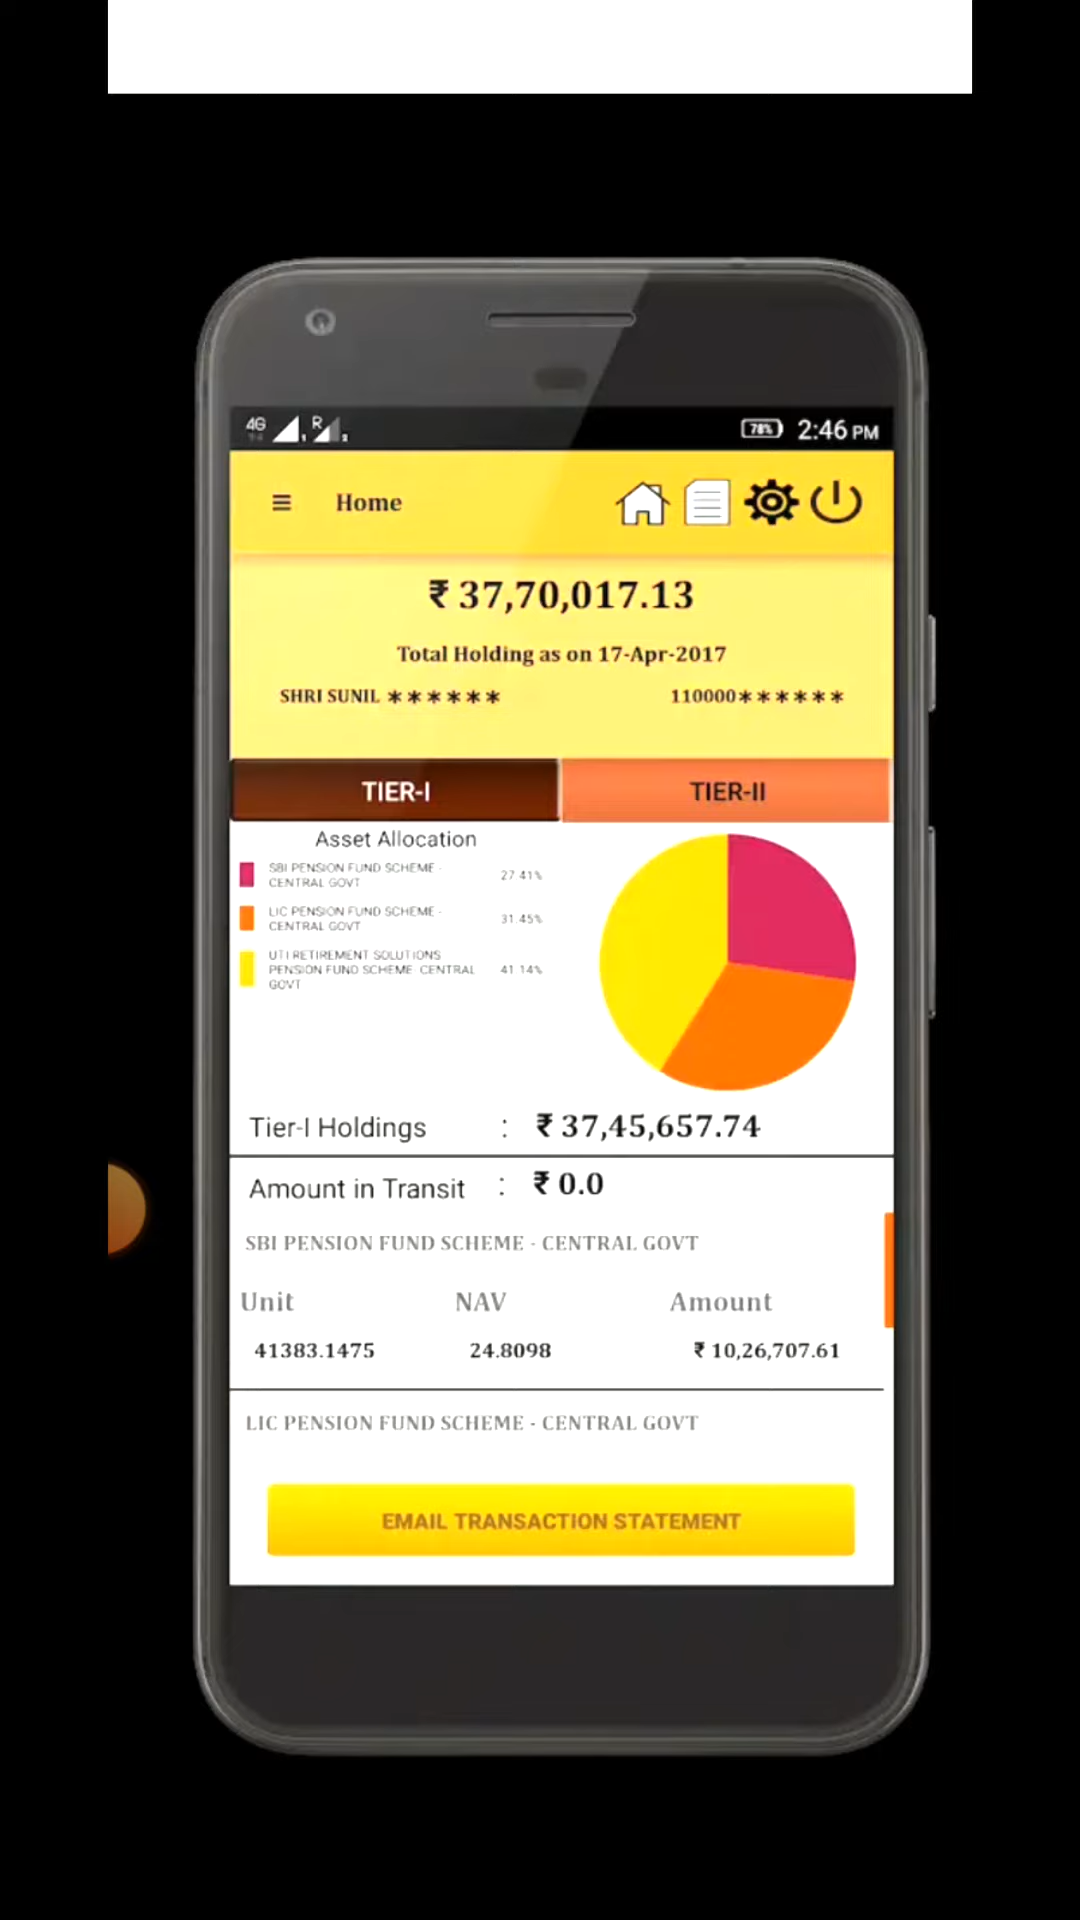 4G
R
1
2
78%
2:46 PM
Home
₹ 37,70,017.13
Total Holding as on 17-Apr-2017
SHRI SUNIL ∗∗∗∗∗∗
110000∗∗∗∗∗∗
TIER-I
TIER-II
Asset Allocation
SBI PENSION FUND SCHEME -
CENTRAL GOVT
27.41%
LIC PENSION FUND SCHEME -
CENTRAL GOVT
31.45%
UTI RETIREMENT SOLUTIONS
PENSION FUND SCHEME- CENTRAL
GOVT
41.14%
Tier-I Holdings : ₹ 37,45,657.74
Amount in Transit : ₹ 0.0
SBI PENSION FUND SCHEME - CENTRAL GOVT
Unit NAV Amount
41383.1475 24.8098 ₹ 10,26,707.61
LIC PENSION FUND SCHEME - CENTRAL GOVT
EMAIL TRANSACTION STATEMENT